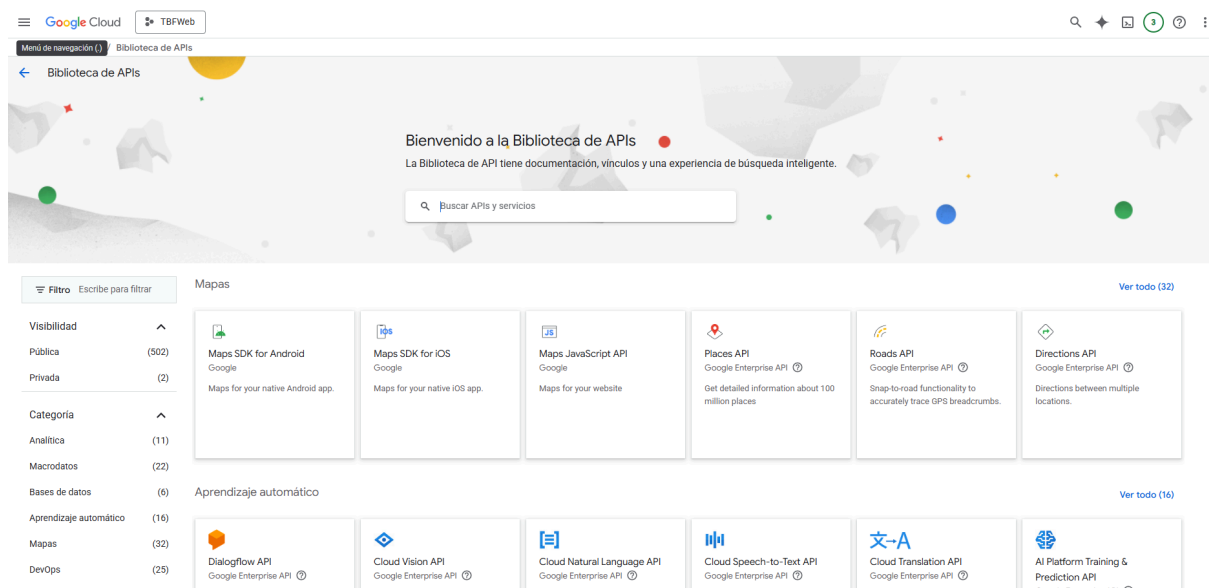 Google Cloud
TBFWeb
3
Menú de navegación (.) / Biblioteca de APIs
Biblioteca de APIs
Bienvenido a la Biblioteca de APIs
La Biblioteca de API tiene documentación, vínculos y una experiencia de búsqueda inteligente.
Buscar APIs y servicios
Filtro Escribe para filtrar
Visibilidad
Pública (502)
Privada (2)
Categoría
Analítica (11)
Macrodatos (22)
Bases de datos (6)
Aprendizaje automático (16)
Mapas (32)
DevOps (25)
Mapas
Ver todo (32)
Maps SDK for Android
Google
Maps for your native Android app.
iOS
Maps SDK for iOS
Google
Maps for your native iOS app.
JS
Maps JavaScript API
Google
Maps for your website
Places API
Google Enterprise API
Get detailed information about 100
million places
Roads API
Google Enterprise API
Snap-to-road functionality to
accurately trace GPS breadcrumbs.
Directions API
Google Enterprise API
Directions between multiple
locations.
Aprendizaje automático
Ver todo (16)
Dialogflow API
Google Enterprise API
Cloud Vision API
Google Enterprise API
Cloud Natural Language API
Google Enterprise API
Cloud Speech-to-Text API
Google Enterprise API
文→A
Cloud Translation API
Google Enterprise API
AI Platform Training &
Prediction API